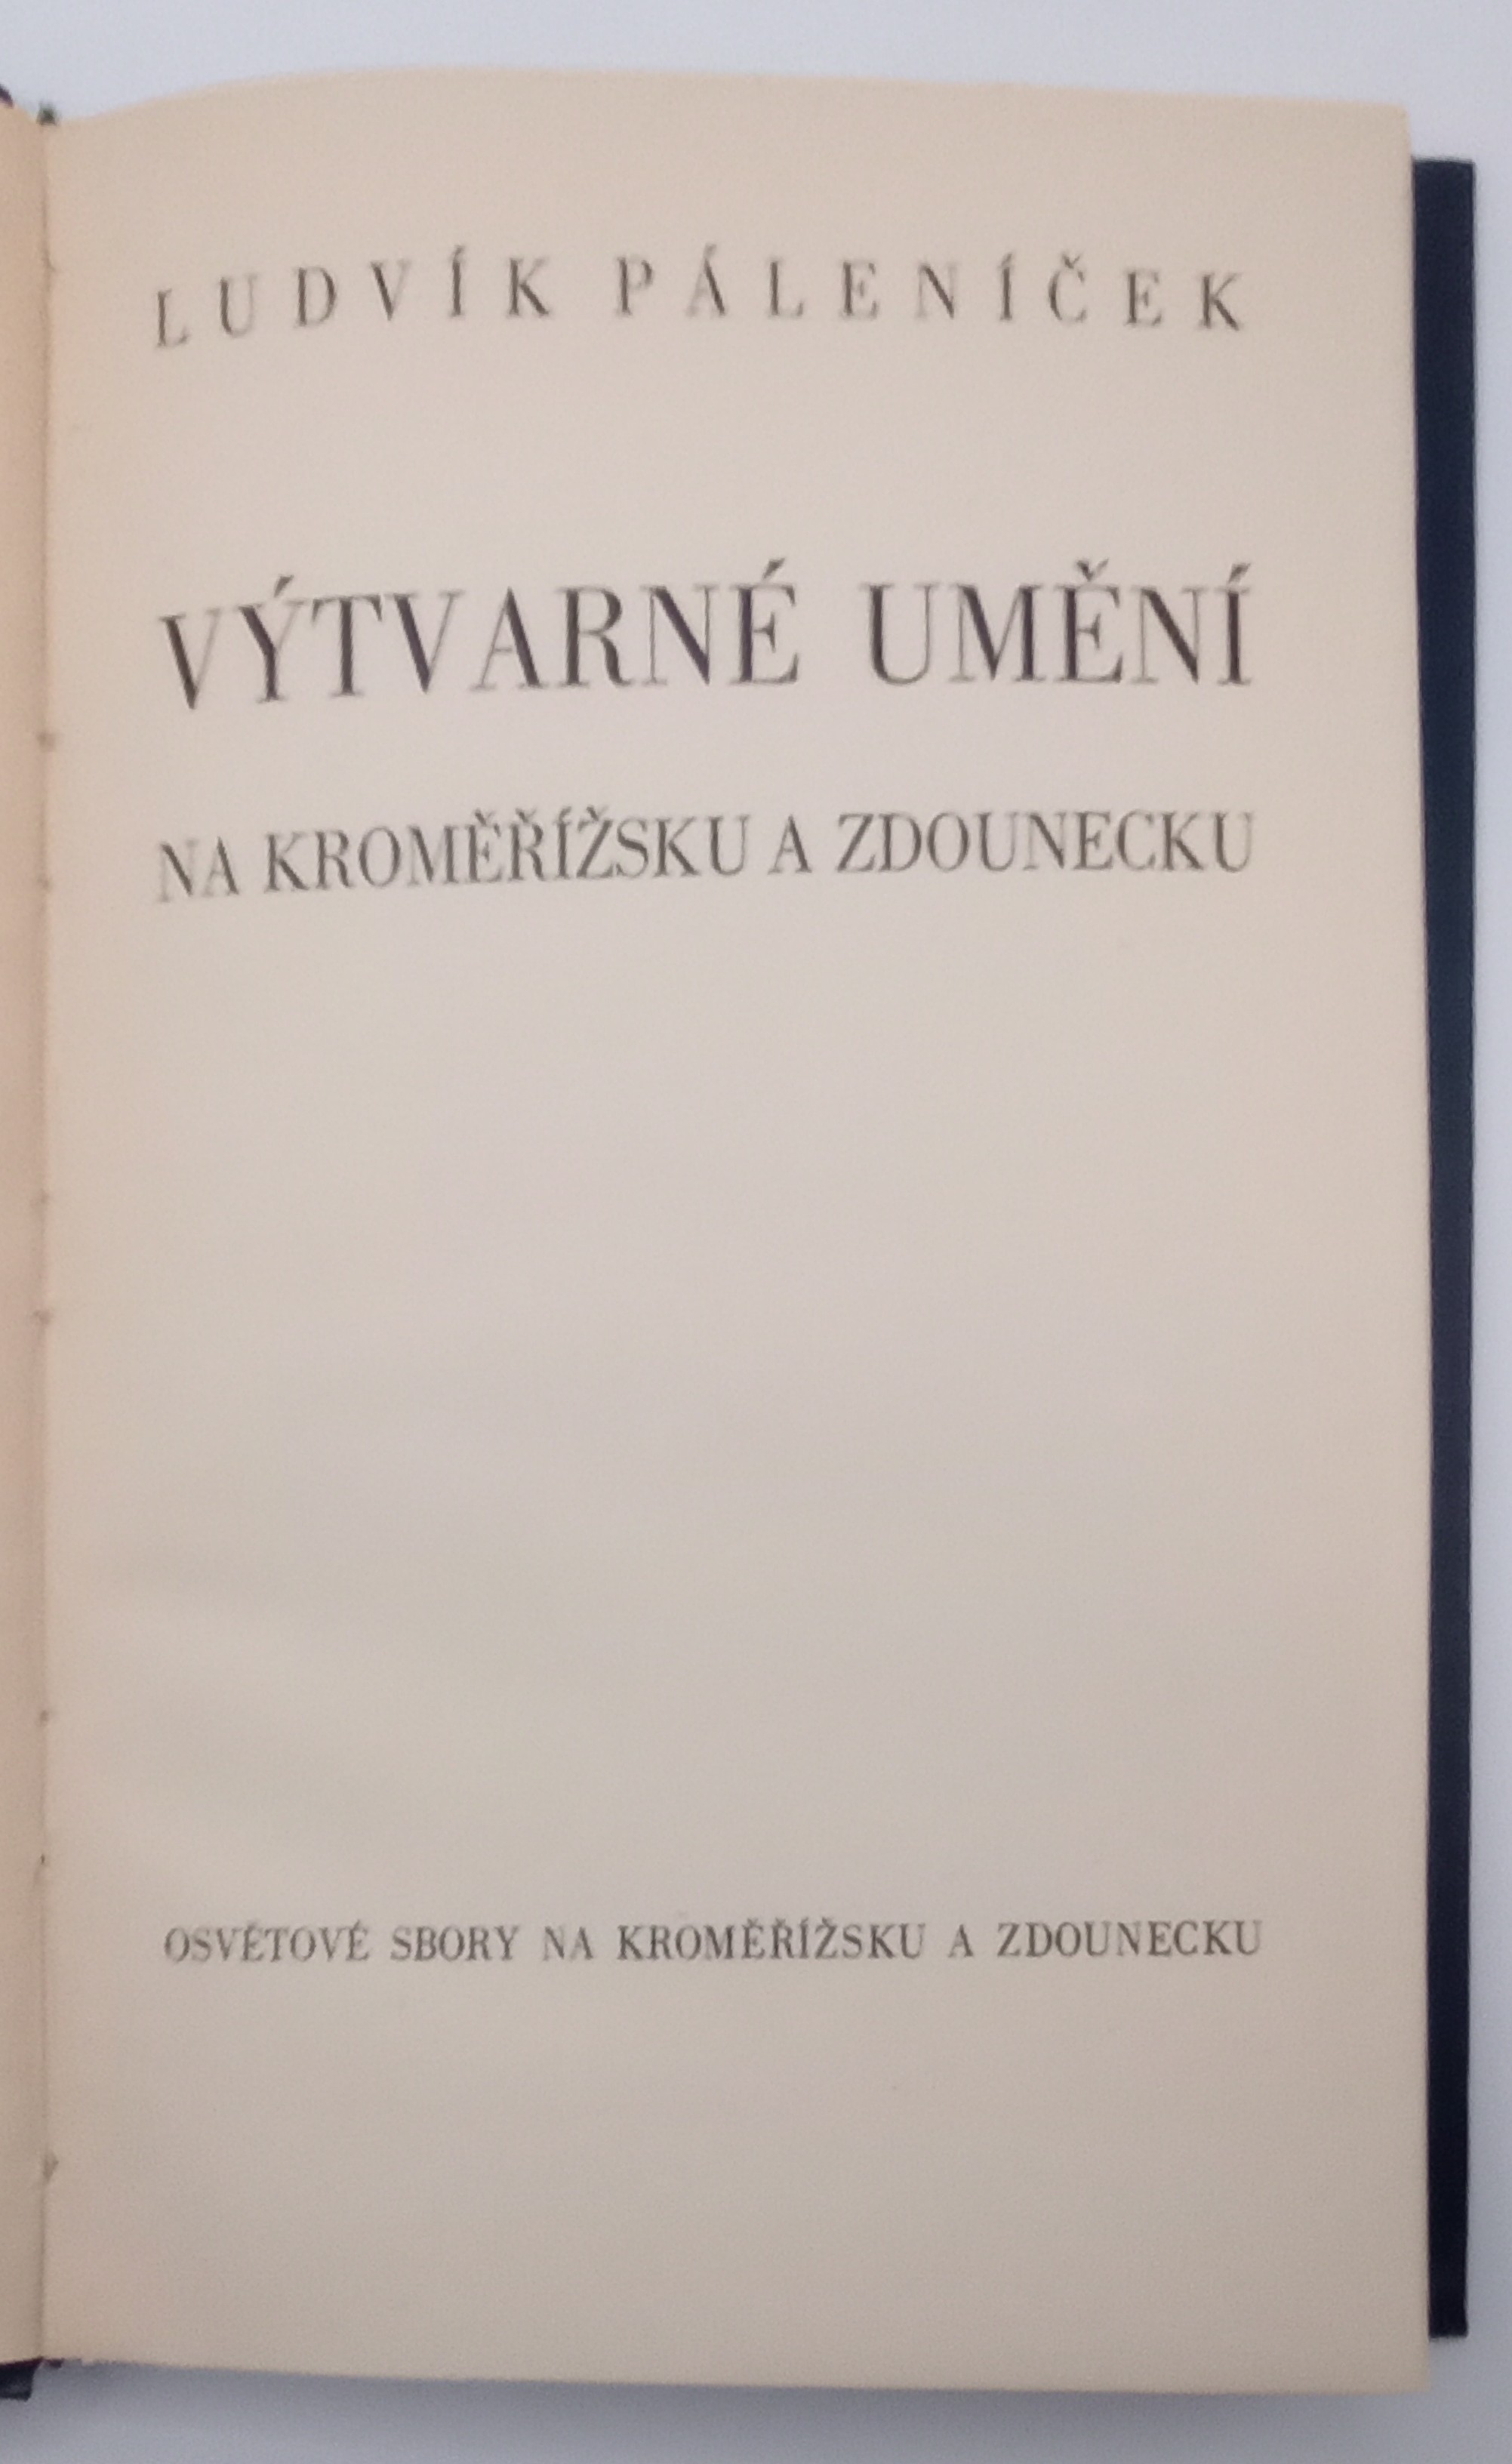 LUDVÍK PÁLENÍČEK
VÝTVARNÉ UMĚNÍ
NA KROMĚŘÍŽSKU A ZDOUNECKU
OSVĚTOVÉ SBORY NA KROMĚŘÍŽSKU A ZDOUNECKU